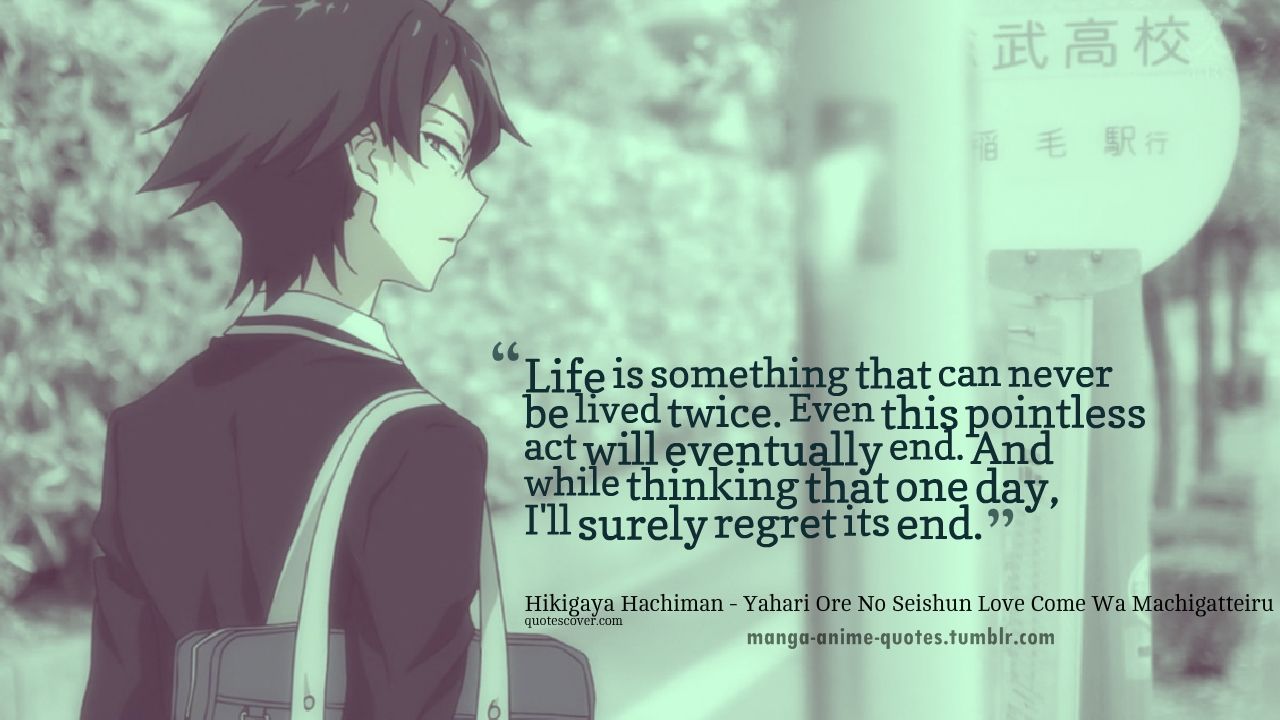 武高校
稲毛駅行
“Life is something that can never
be lived twice. Even this pointless
act will eventually end. And
while thinking that one day,
I'll surely regret its end.”
Hikigaya Hachiman - Yahari Ore No Seishun Love Come Wa Machigatteiru
quotescover.com
manga-anime-quotes.tumblr.com